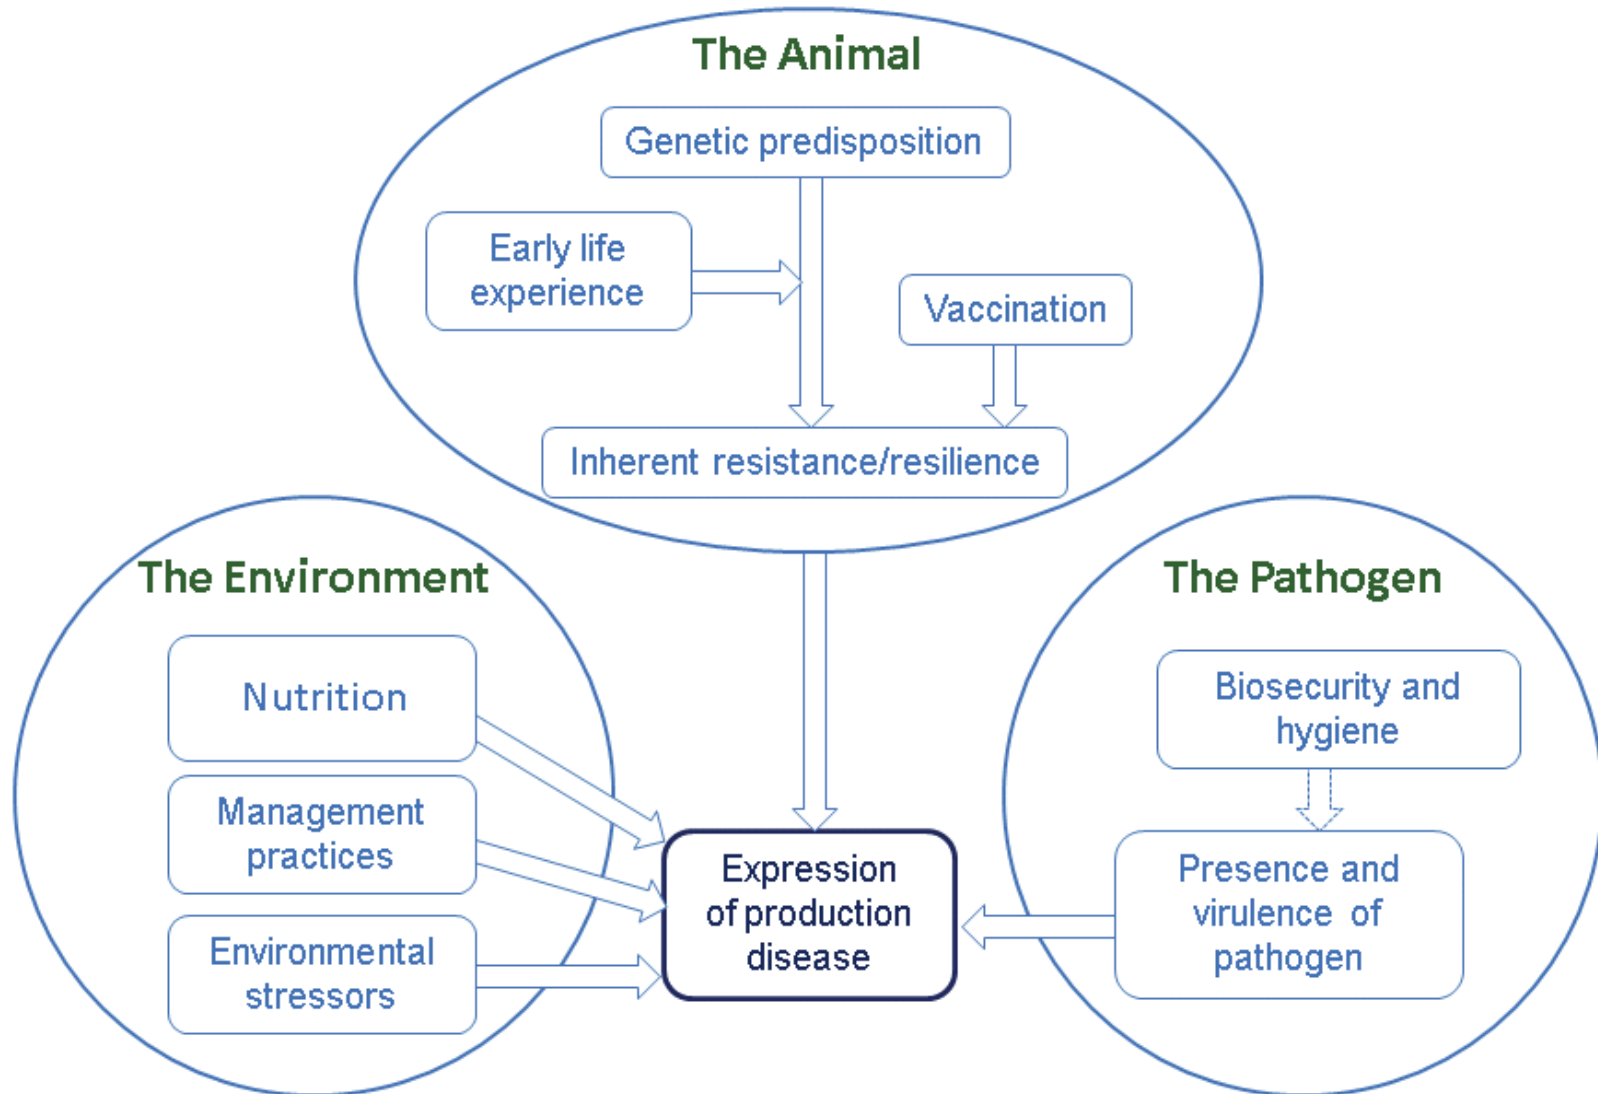 The Animal
Genetic predisposition
Early life
experience
Vaccination
Inherent resistance/resilience
The Environment
Nutrition
Management
practices
Environmental
stressors
Expression
of production
disease
The Pathogen
Biosecurity and
hygiene
Presence and
virulence of
pathogen